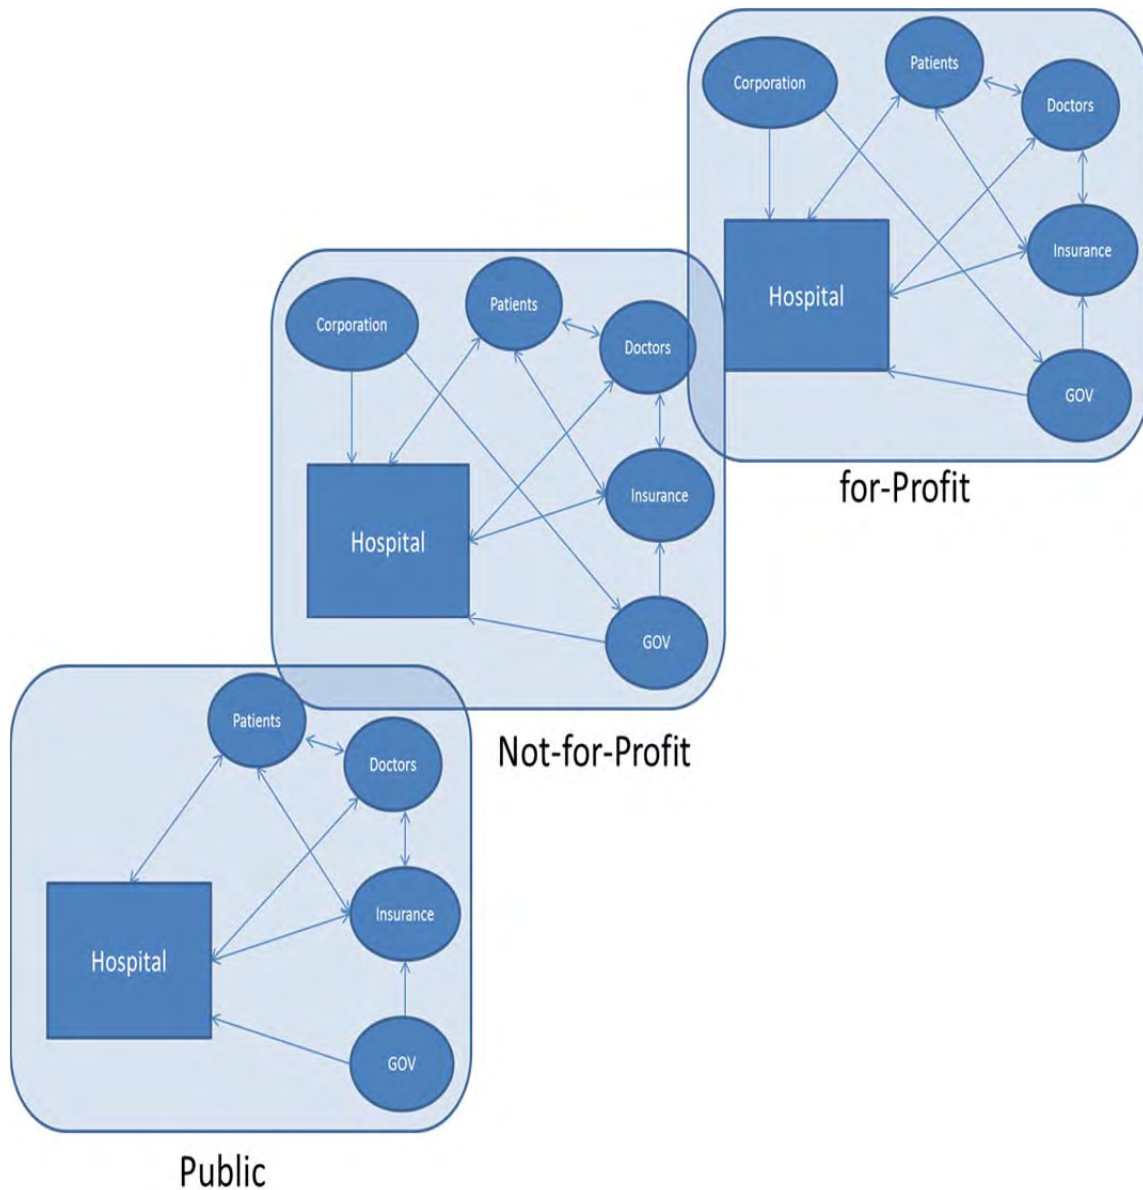 Patients
Corporation
Doctors
Insurance
Hospital
GOV
for-Profit
Patients
Corporation
Doctors
Insurance
Hospital
GOV
Not-for-Profit
Patients
Doctors
Insurance
Hospital
GOV
Public